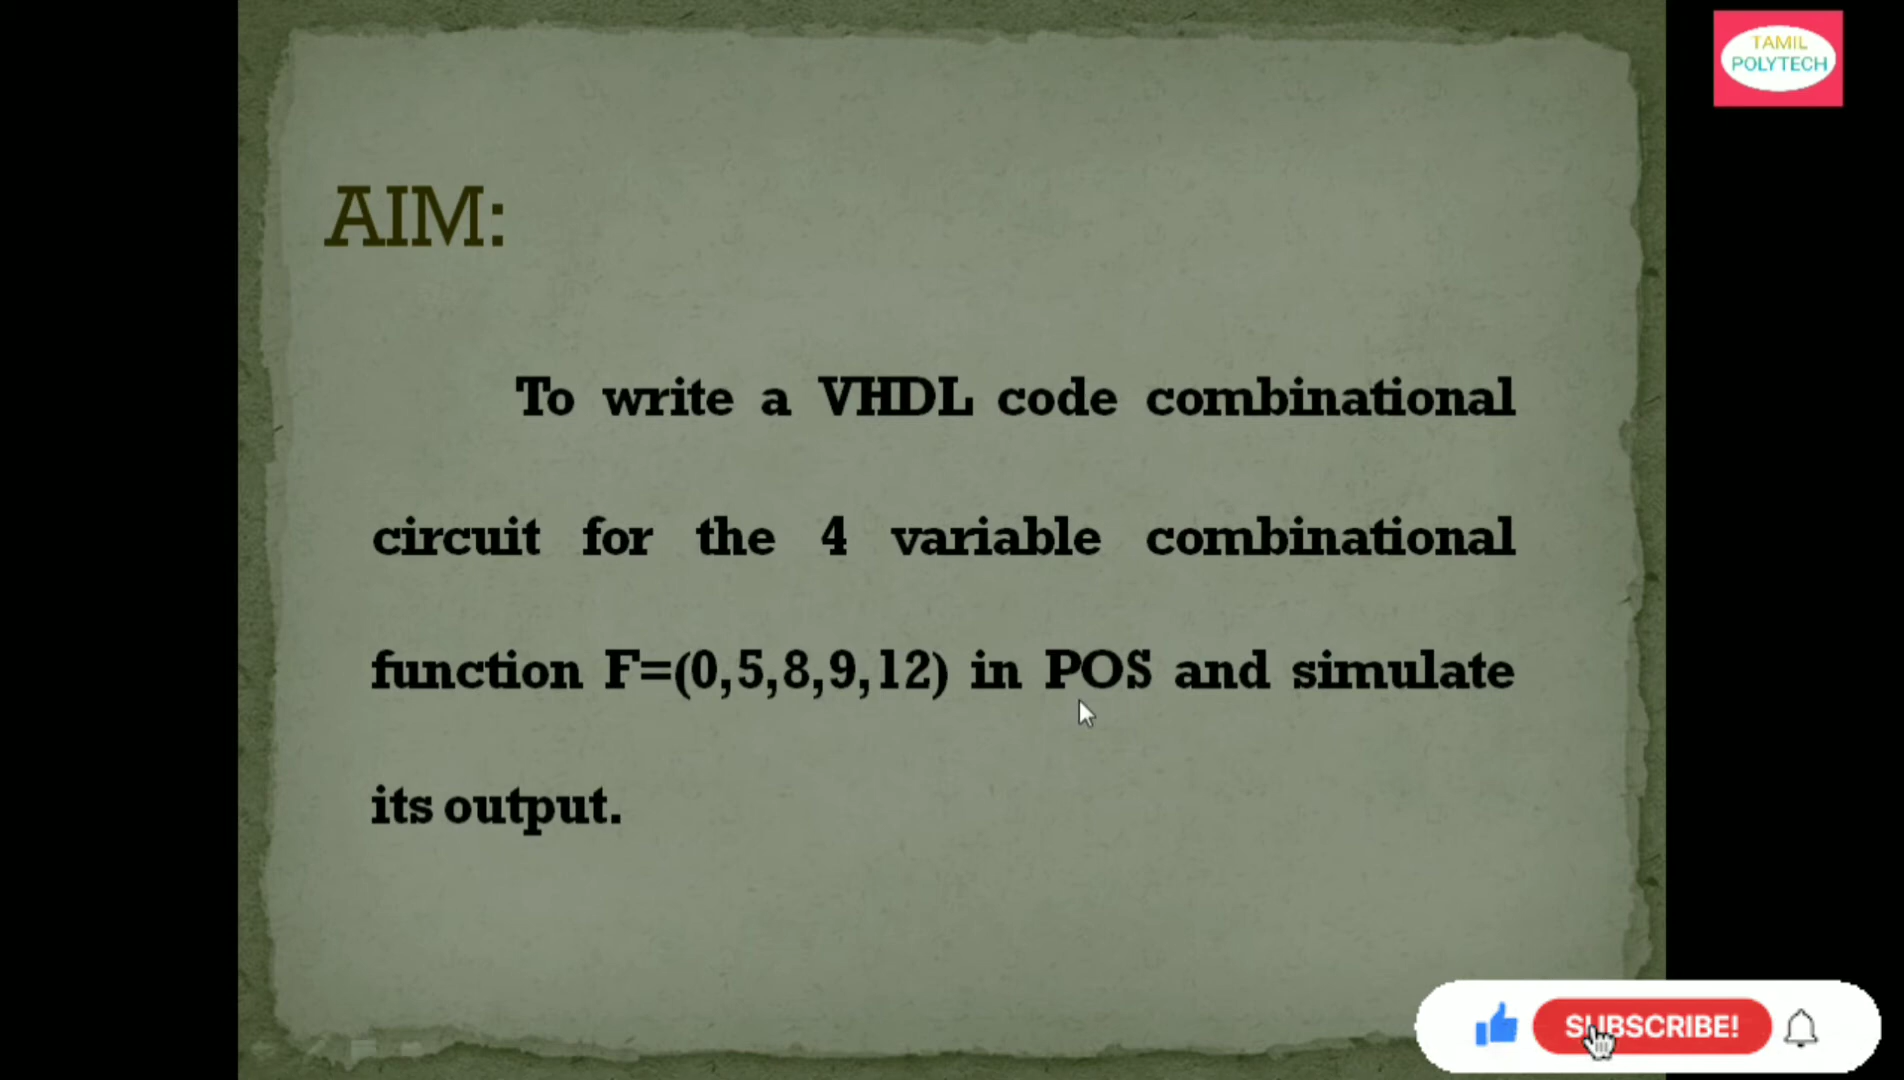 TAMIL
POLYTECH
AIM:
To write a VHDL code combinational
circuit for the 4 variable combinational
function F=(0,5,8,9,12) in POS and simulate
its output.
SUBSCRIBE!